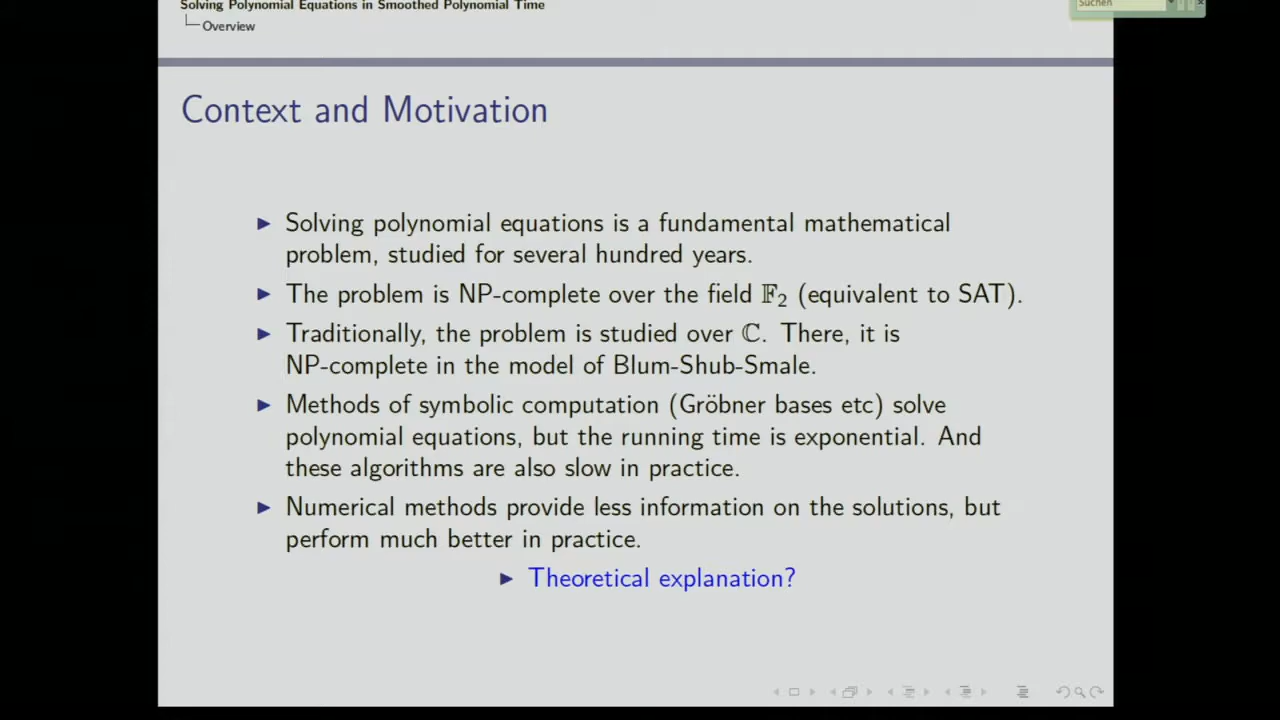 Solving Polynomial Equations in Smoothed Polynomial Time
Overview
Suchen
Context and Motivation
▶ Solving polynomial equations is a fundamental mathematical
problem, studied for several hundred years.
▶ The problem is NP-complete over the field 𝔽₂ (equivalent to SAT).
▶ Traditionally, the problem is studied over ℂ. There, it is
NP-complete in the model of Blum-Shub-Smale.
▶ Methods of symbolic computation (Gröbner bases etc) solve
polynomial equations, but the running time is exponential. And
these algorithms are also slow in practice.
▶ Numerical methods provide less information on the solutions, but
perform much better in practice.
▶ Theoretical explanation?